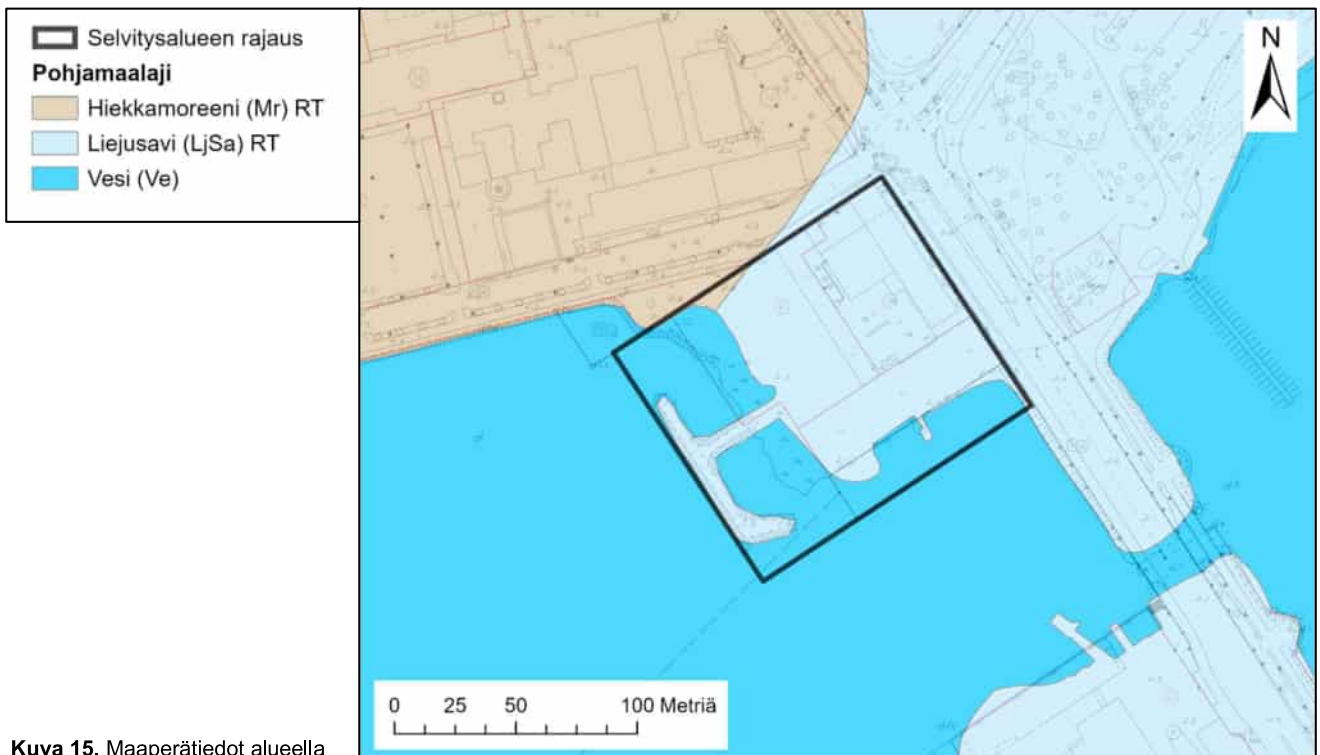 Selvitysalueen rajaus
Pohjamaalaji
Hiekkamoreeni (Mr) RT
Liejusavi (LjSa) RT
Vesi (Ve)
N
0 25 50 100 Metriä
Kuva 15. Maaperätiedot alueella